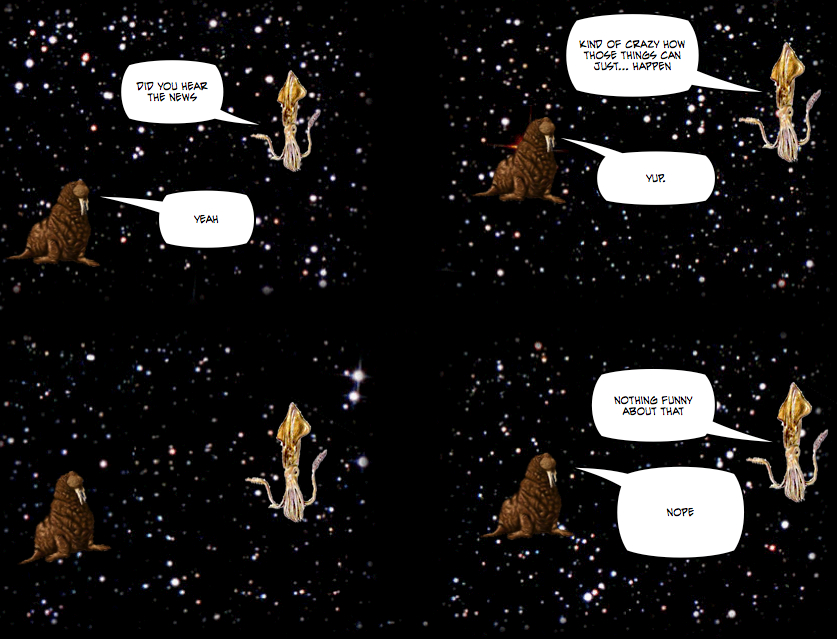 DID YOU HEAR
THE NEWS
YEAH
KIND OF CRAZY HOW
THOSE THINGS CAN
JUST... HAPPEN
YUP.
NOTHING FUNNY
ABOUT THAT
NOPE